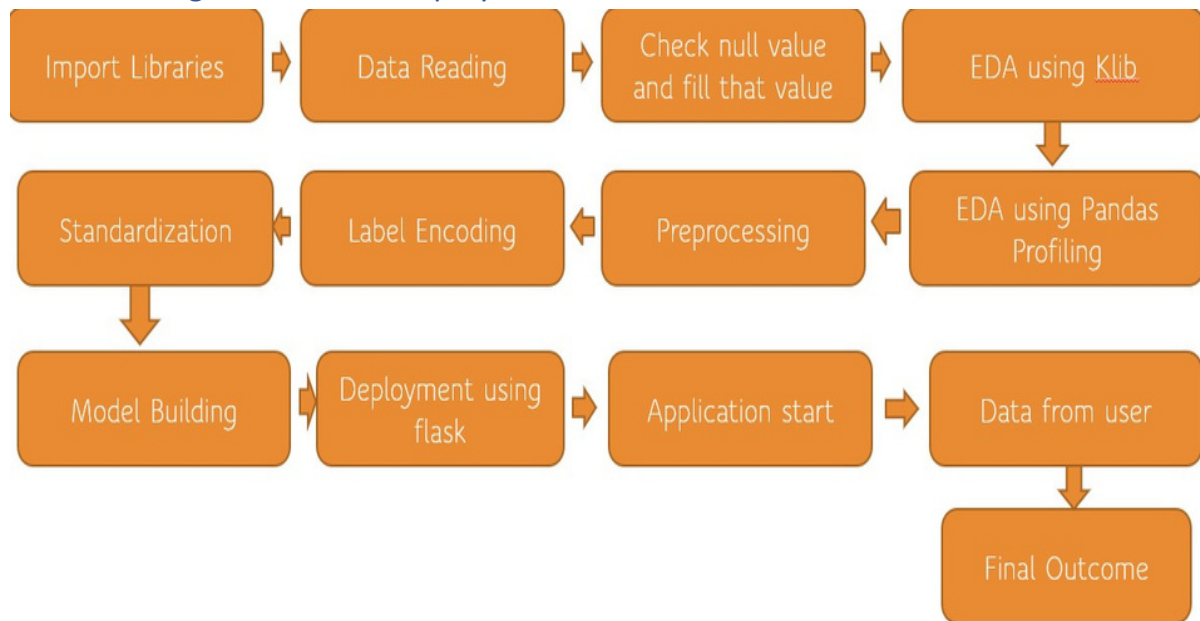 Import Libraries
Data Reading
Check null value
and fill that value
EDA using Klib
EDA using Pandas
Profiling
Preprocessing
Label Encoding
Standardization
Model Building
Deployment using
flask
Application start
Data from user
Final Outcome